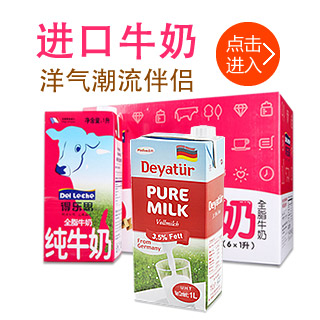 进口牛奶
洋气潮流伴侣
点击
进入
Deyatür
PURE
MILK
Vollmilch
3,5% Fett
From
Germany
UHT
1L
Del Leche
得乐思
全脂牛奶
纯牛奶
全脂牛奶
奶
(6×1升)